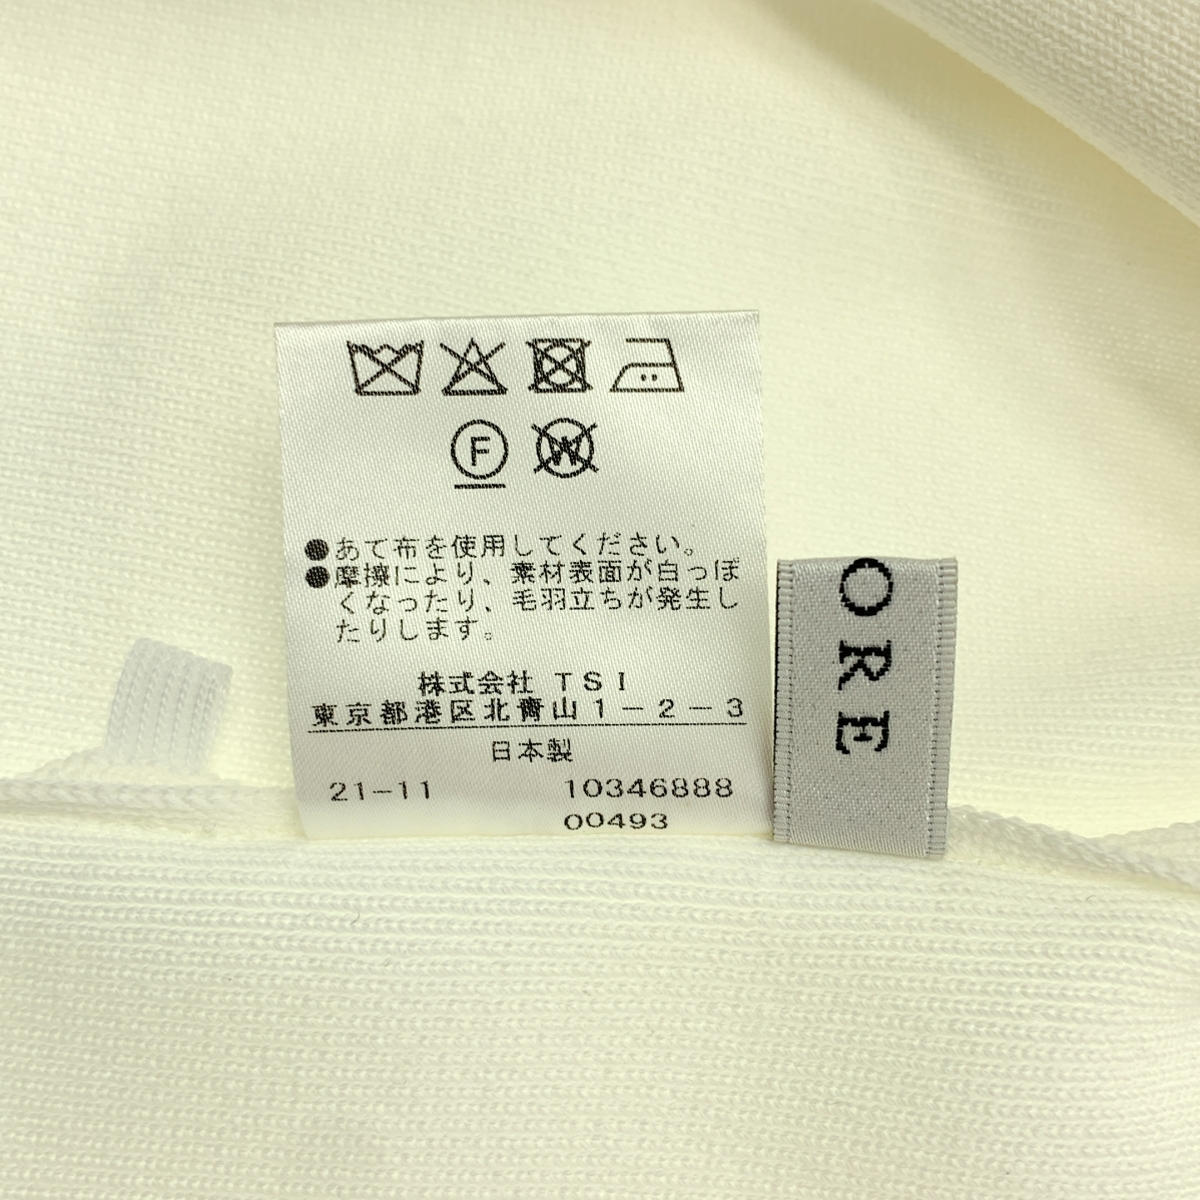 F
W
●あて布を使用してください。
●摩擦により、素材表面が白っぽ
くなったり、毛羽立ちが発生し
たりします。
株式会社 TSI
東京都港区北青山1-2-3
日本製
21-11 10346888
00493
ORE